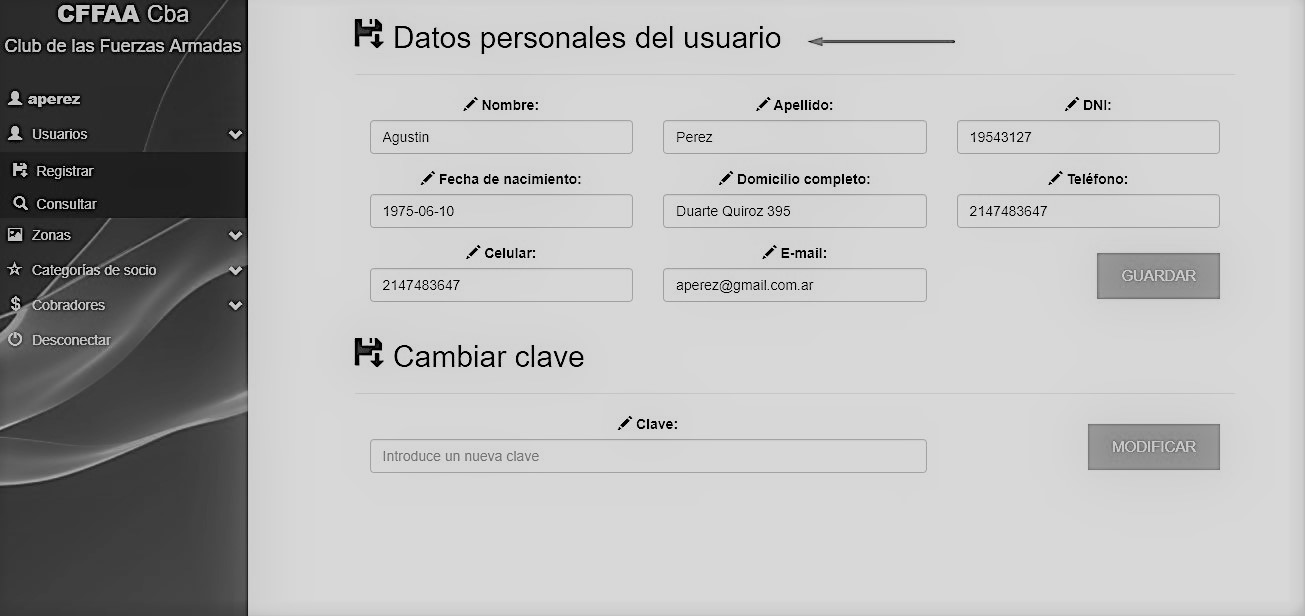 CFFAA Cba
Club de las Fuerzas Armadas
aperez
Usuarios
Registrar
Consultar
Zonas
Categorías de socio
Cobradores
Desconectar
Datos personales del usuario
Nombre: Apellido: DNI:
Agustin Perez 19543127
Fecha de nacimiento: Domicilio completo: Teléfono:
1975-06-10 Duarte Quiroz 395 2147483647
Celular: E-mail:
2147483647 aperez@gmail.com.ar GUARDAR
Cambiar clave
Clave:
Introduce un nueva clave MODIFICAR